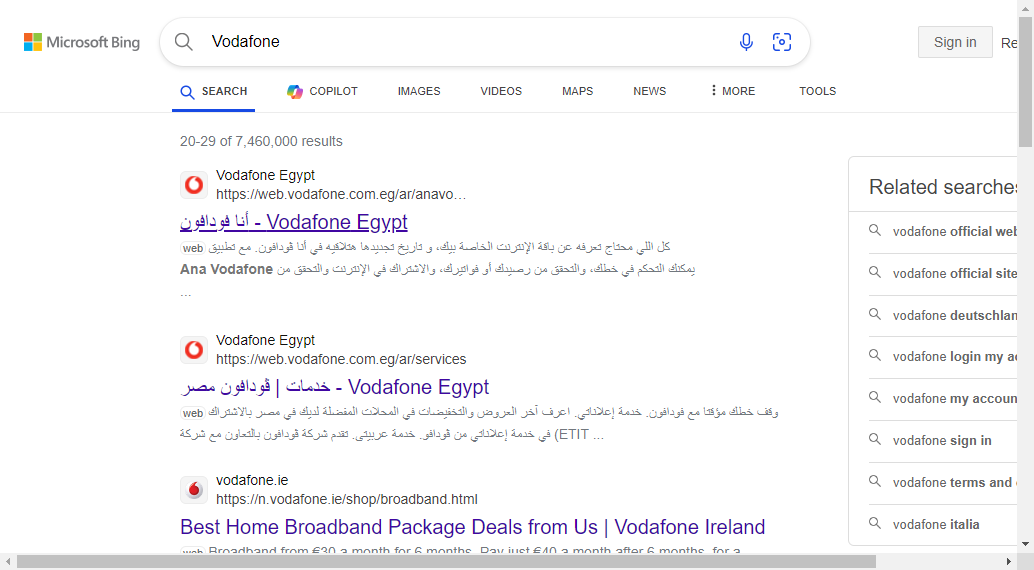 Microsoft Bing
Vodafone
Sign in
Re
SEARCH
COPILOT
IMAGES
VIDEOS
MAPS
NEWS
MORE
TOOLS
20-29 of 7,460,000 results
Vodafone Egypt
https://web.vodafone.com.eg/ar/anavo…
أنا ڤودافون - Vodafone Egypt
web كل اللي محتاج تعرفه عن باقة الإنترنت الخاصة بيك، و تاريخ تجديدها هتلاقيه في أنا ڤودافون. مع تطبيق
Ana Vodafone يمكنك التحكم في خطك، والتحقق من رصيدك أو فواتيرك، والاشتراك في الإنترنت والتحقق من
...
Vodafone Egypt
https://web.vodafone.com.eg/ar/services
خدمات | ڤودافون مصر - Vodafone Egypt
web وقف خطك مؤقتا مع فودافون. خدمة إعلاناتي. اعرف آخر العروض والتخفيضات في المحلات المفضلة لديك في مصر بالاشتراك
في خدمة إعلاناتي من ڤودافو. خدمة عربيتى. تقدم شركة ڤودافون بالتعاون مع شركة (ETIT ...
vodafone.ie
https://n.vodafone.ie/shop/broadband.html
Best Home Broadband Package Deals from Us | Vodafone Ireland
web Broadband from €30 a month for 6 months. Pay just €40 a month after 6 months, for a
Related searches
vodafone official web
vodafone official site
vodafone deutschlan
vodafone login my ac
vodafone my accoun
vodafone sign in
vodafone terms and
vodafone italia